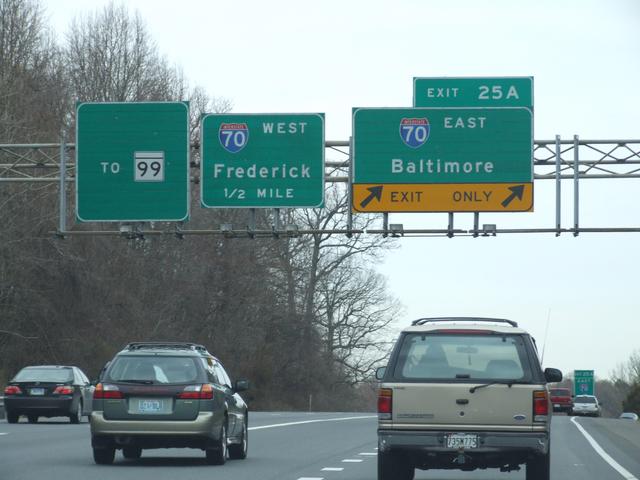 TO 99
INTERSTATE
70
WEST
Frederick
1/2 MILE
EXIT 25A
INTERSTATE
70
EAST
Baltimore
EXIT ONLY